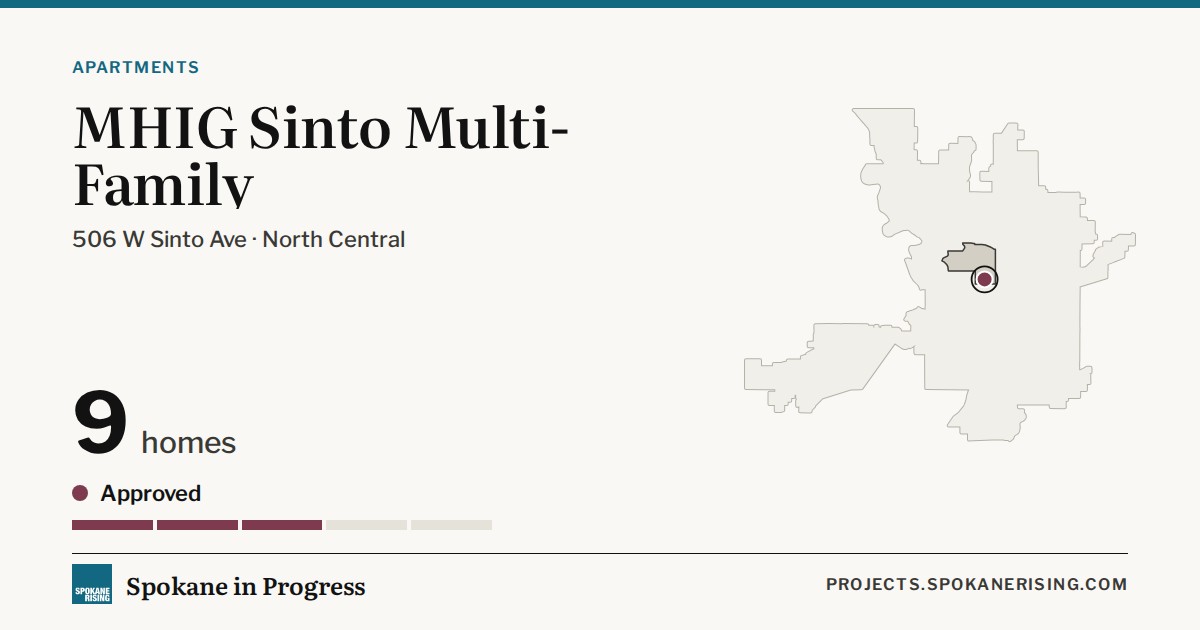 APARTMENTS
MHIG Sinto Multi-
Family
506 W Sinto Ave · North Central
9 homes
Approved
SPOKANE
RISING
Spokane in Progress
PROJECTS.SPOKANERISING.COM